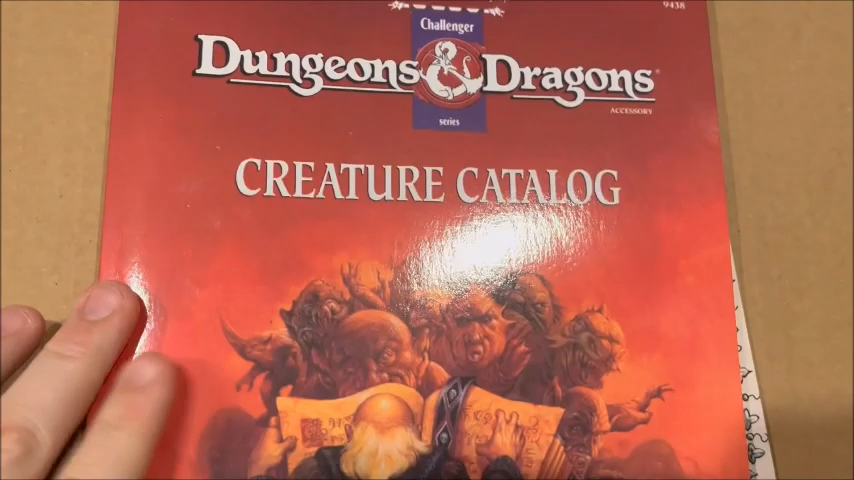 9438
Challenger
Dungeons & Dragons®
series
ACCESSORY
CREATURE CATALOG